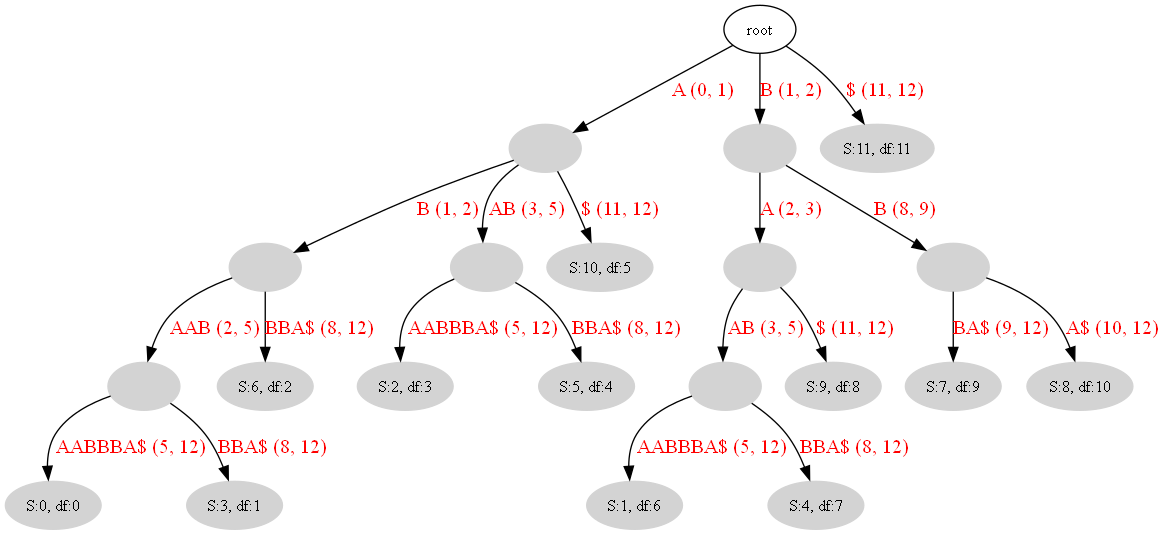 root
A (0, 1)
B (1, 2)
$ (11, 12)
S:11, df:11
B (1, 2)
AB (3, 5)
$ (11, 12)
A (2, 3)
B (8, 9)
S:10, df:5
AAB (2, 5)
BBA$ (8, 12)
AABBBA$ (5, 12)
BBA$ (8, 12)
AB (3, 5)
$ (11, 12)
BA$ (9, 12)
A$ (10, 12)
S:6, df:2
S:2, df:3
S:5, df:4
S:9, df:8
S:7, df:9
S:8, df:10
AABBBA$ (5, 12)
BBA$ (8, 12)
AABBBA$ (5, 12)
BBA$ (8, 12)
S:0, df:0
S:3, df:1
S:1, df:6
S:4, df:7